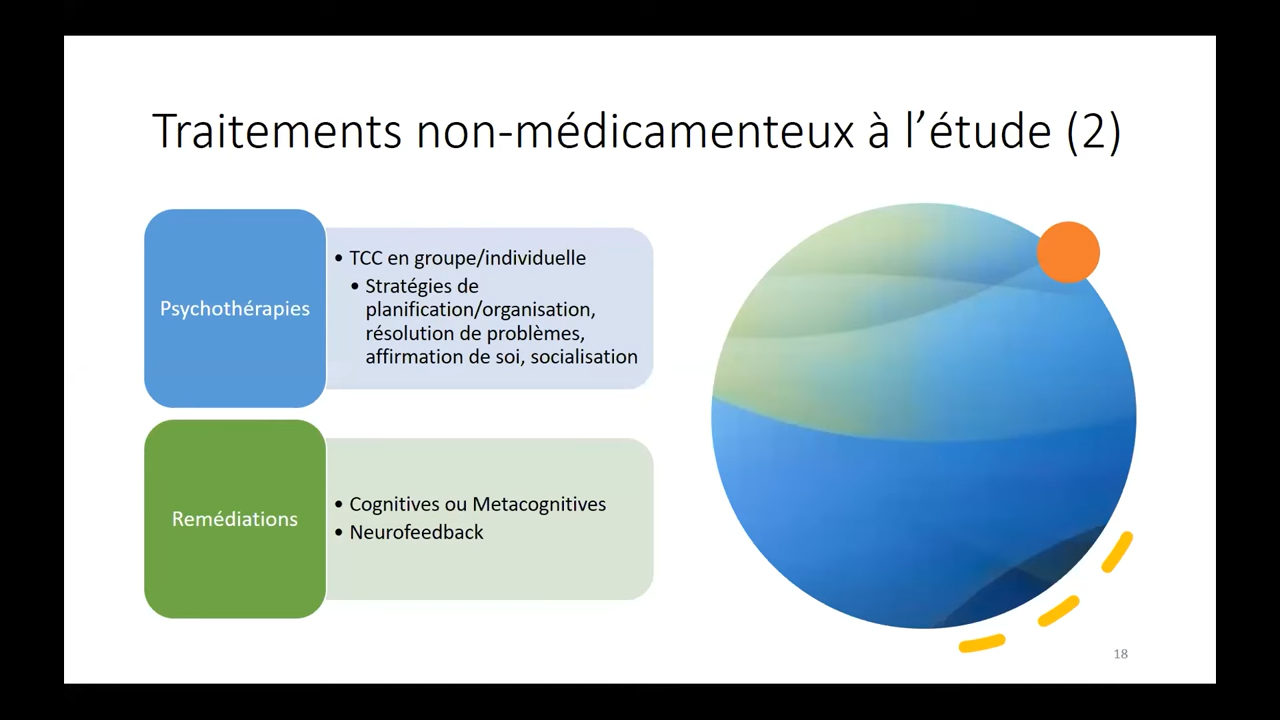 Traitements non-médicamenteux à l’étude (2)
Psychothérapies
• TCC en groupe/individuelle
• Stratégies de
planification/organisation,
résolution de problèmes,
affirmation de soi, socialisation
Remédiations
• Cognitives ou Metacognitives
• Neurofeedback
18